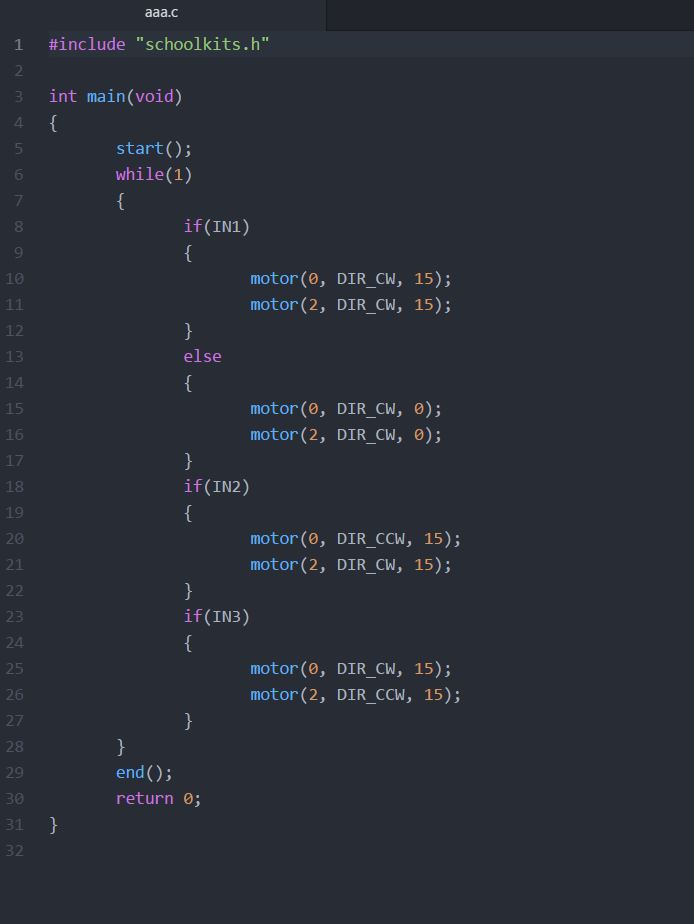 aaa.c
1 #include "schoolkits.h"
2
3 int main(void)
4 {
5 start();
6 while(1)
7 {
8 if(IN1)
9 {
10 motor(0, DIR_CW, 15);
11 motor(2, DIR_CW, 15);
12 }
13 else
14 {
15 motor(0, DIR_CW, 0);
16 motor(2, DIR_CW, 0);
17 }
18 if(IN2)
19 {
20 motor(0, DIR_CCW, 15);
21 motor(2, DIR_CW, 15);
22 }
23 if(IN3)
24 {
25 motor(0, DIR_CW, 15);
26 motor(2, DIR_CCW, 15);
27 }
28 }
29 end();
30 return 0;
31 }
32